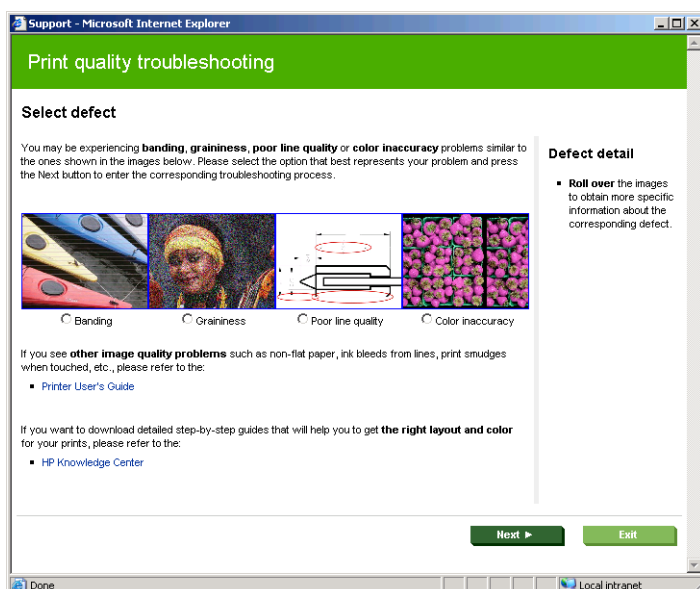 Support - Microsoft Internet Explorer
Print quality troubleshooting
Select defect
You may be experiencing banding, graininess, poor line quality or color inaccuracy problems similar to
the ones shown in the images below. Please select the option that best represents your problem and press
the Next button to enter the corresponding troubleshooting process.
Banding
Graininess
Poor line quality
Color inaccuracy
If you see other image quality problems such as non-flat paper, ink bleeds from lines, print smudges
when touched, etc., please refer to the:
Printer User's Guide
If you want to download detailed step-by-step guides that will help you to get the right layout and color
for your prints, please refer to the:
HP Knowledge Center
Defect detail
Roll over the images
to obtain more specific
information about the
corresponding defect.
Next
Exit
Done
Local intranet